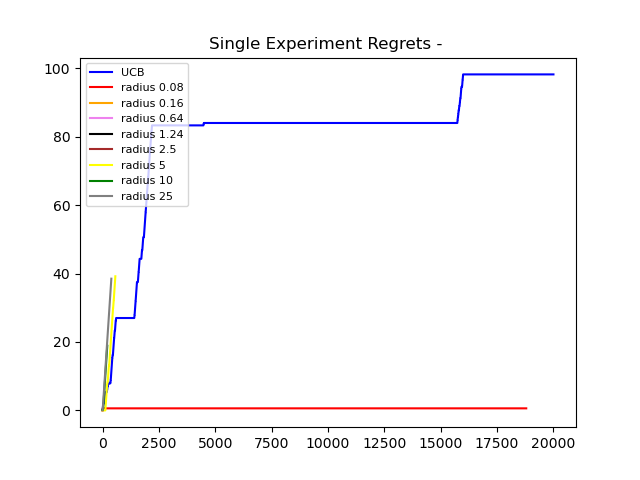 Single Experiment Regrets -
100
80
60
40
20
0
UCB
radius 0.08
radius 0.16
radius 0.64
radius 1.24
radius 2.5
radius 5
radius 10
radius 25
0 2500 5000 7500 10000 12500 15000 17500 20000